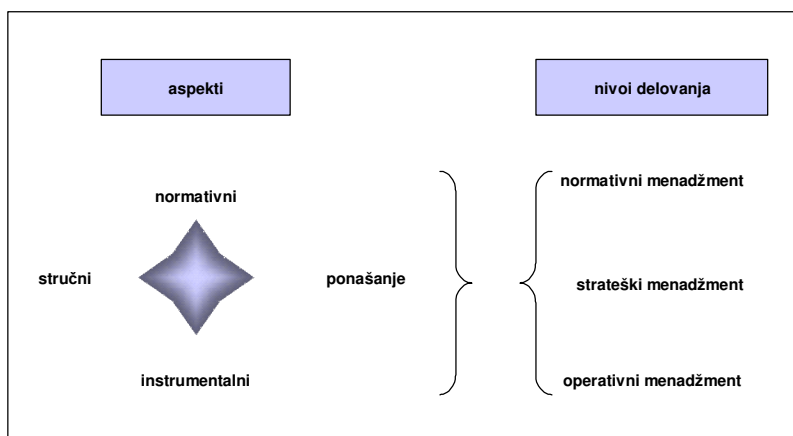 aspekti
nivoi delovanja
normativni
stručni
ponašanje
instrumentalni
normativni menadžment
strateški menadžment
operativni menadžment